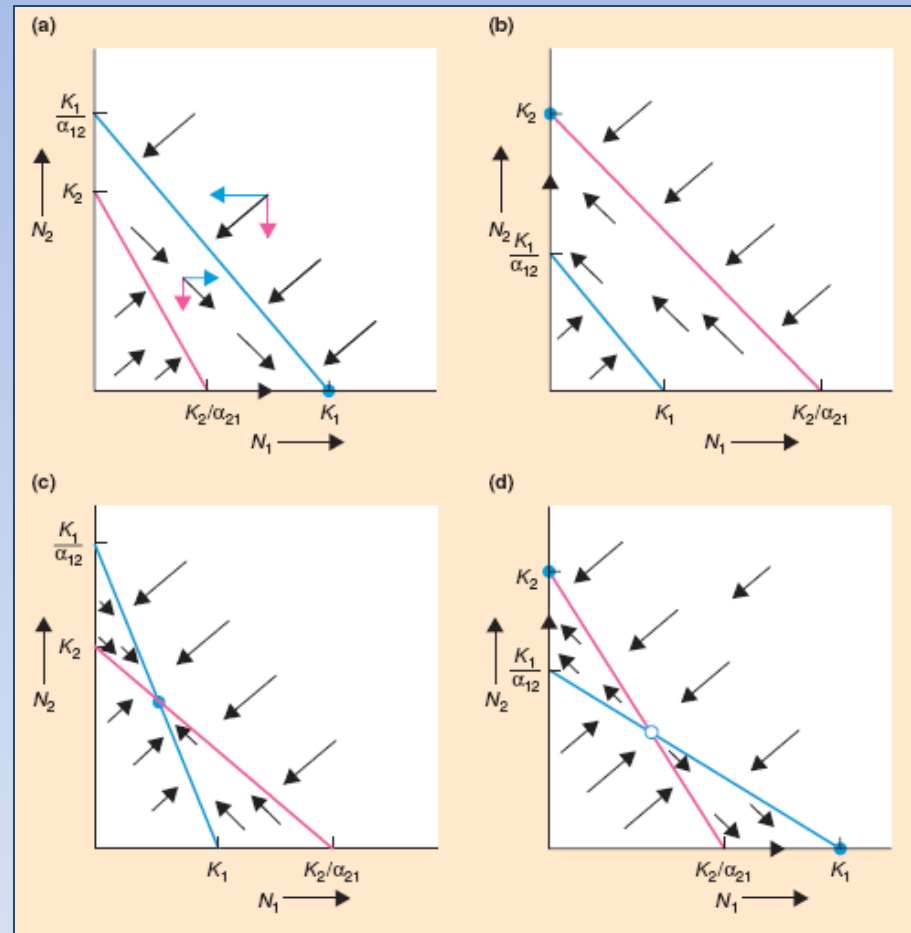 (a)
K₁
α₁₂
N₂
K₂
K₂/α₂₁
K₁
N₁
(b)
K₂
N₂
K₁
α₁₂
K₁
K₂/α₂₁
N₁
(c)
K₁
α₁₂
K₂
N₂
K₁
K₂/α₂₁
N₁
(d)
K₂
K₁
α₁₂
N₂
K₂/α₂₁
K₁
N₁